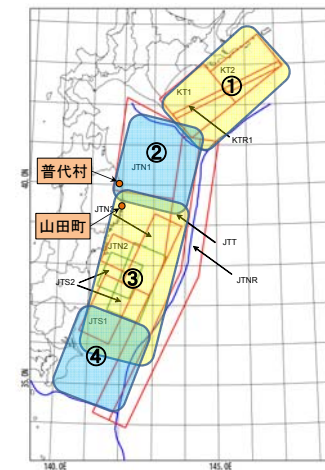 KT2
KT1
①
KTR1
②
JTN1
40.0N
普代村
山田町
JTN3
JTT
JTN2
JTNR
③
JTS2
JTS1
④
35.0N
140.0E
145.0E